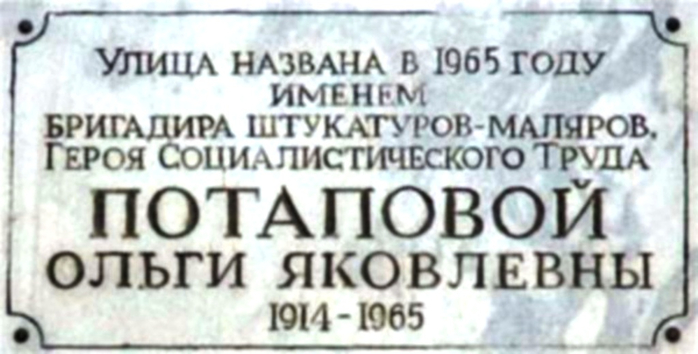 Улица названа в 1965 году
именем
бригадира штукатуров-маляров,
Героя Социалистического Труда
ПОТАПОВОЙ
ОЛЬГИ ЯКОВЛЕВНЫ
1914-1965